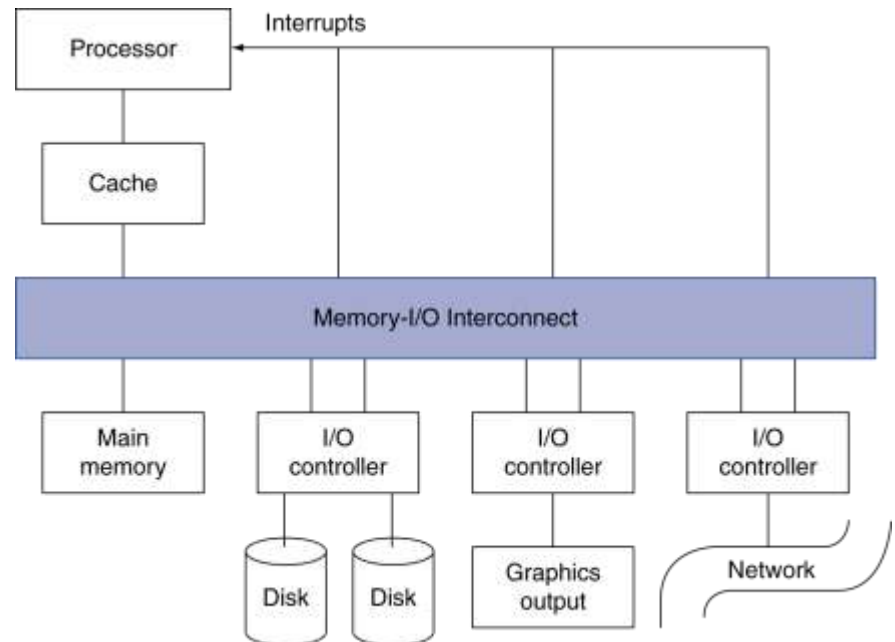 Interrupts
Processor
Cache
Memory-I/O Interconnect
Main
memory
I/O
controller
I/O
controller
I/O
controller
Disk
Disk
Graphics
output
Network